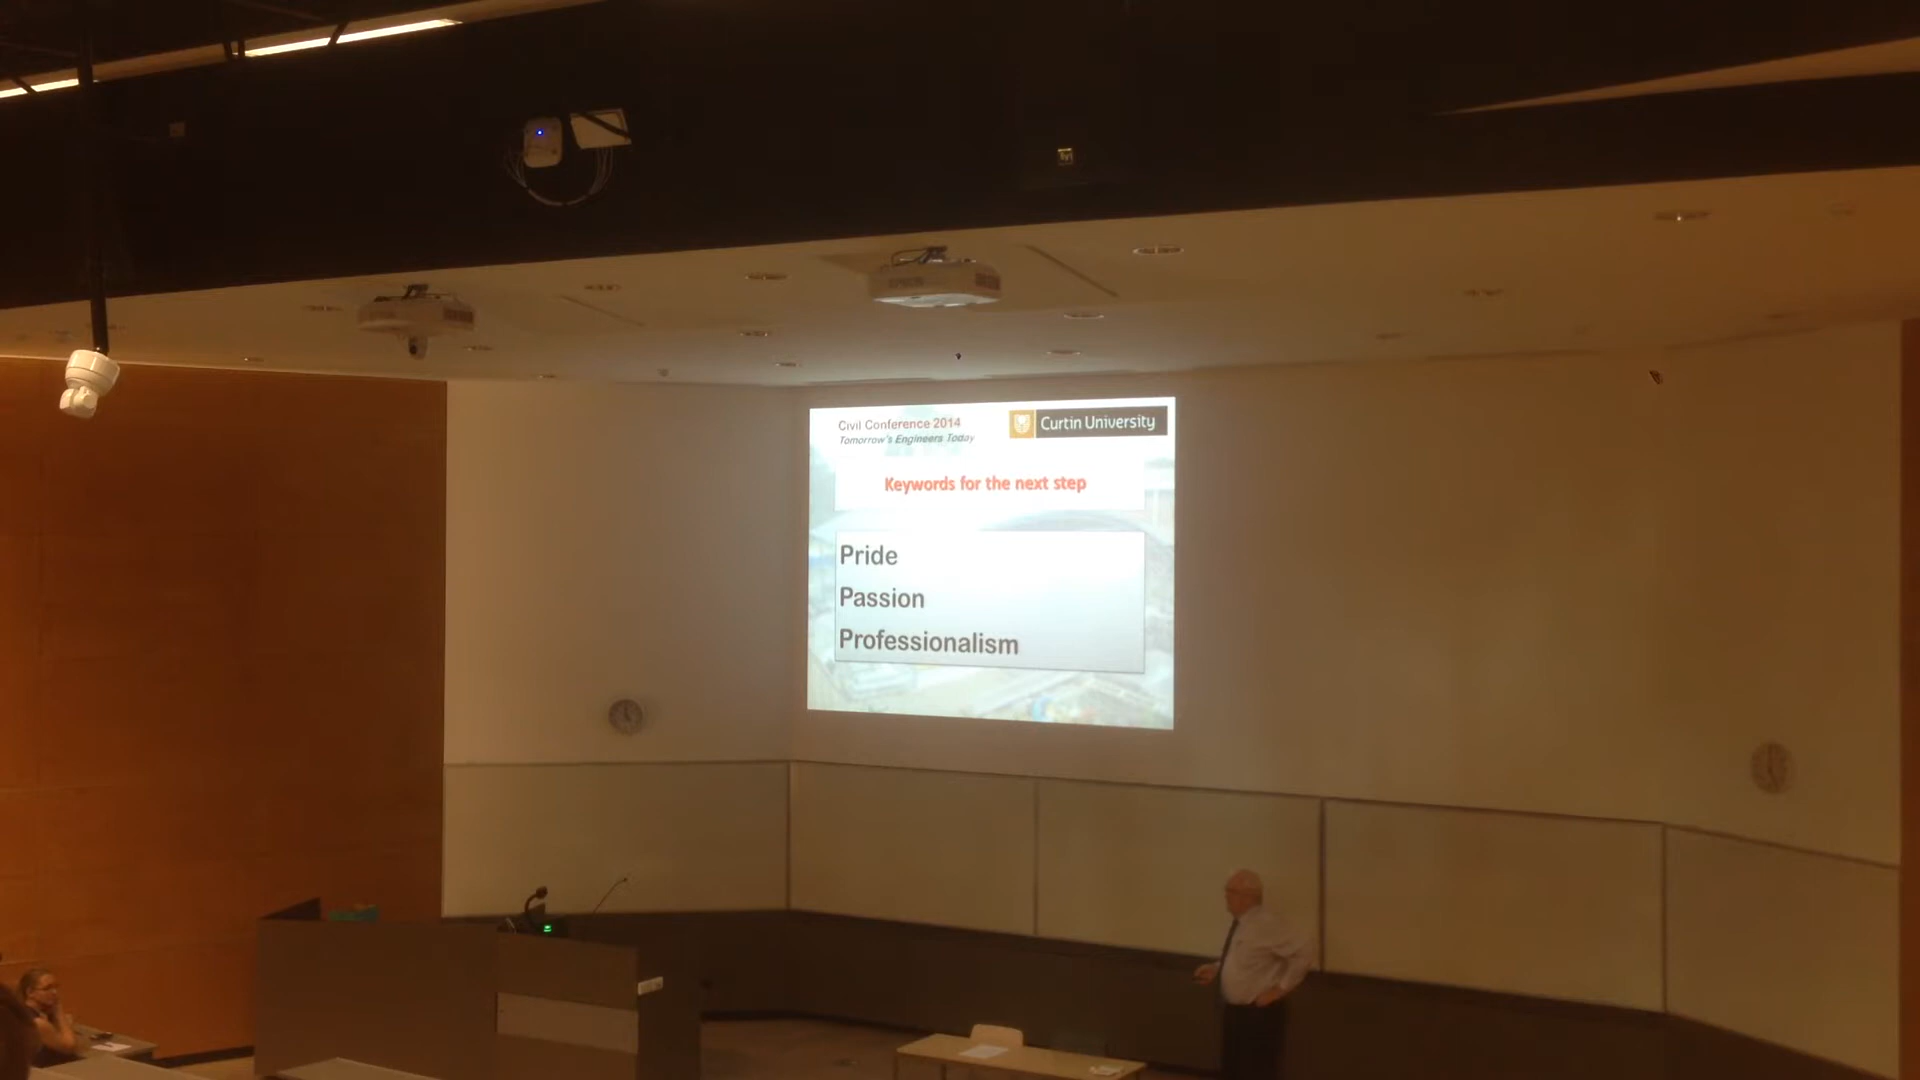 Civil Conference 2014
Tomorrow's Engineers Today
Curtin University
Keywords for the next step
Pride
Passion
Professionalism